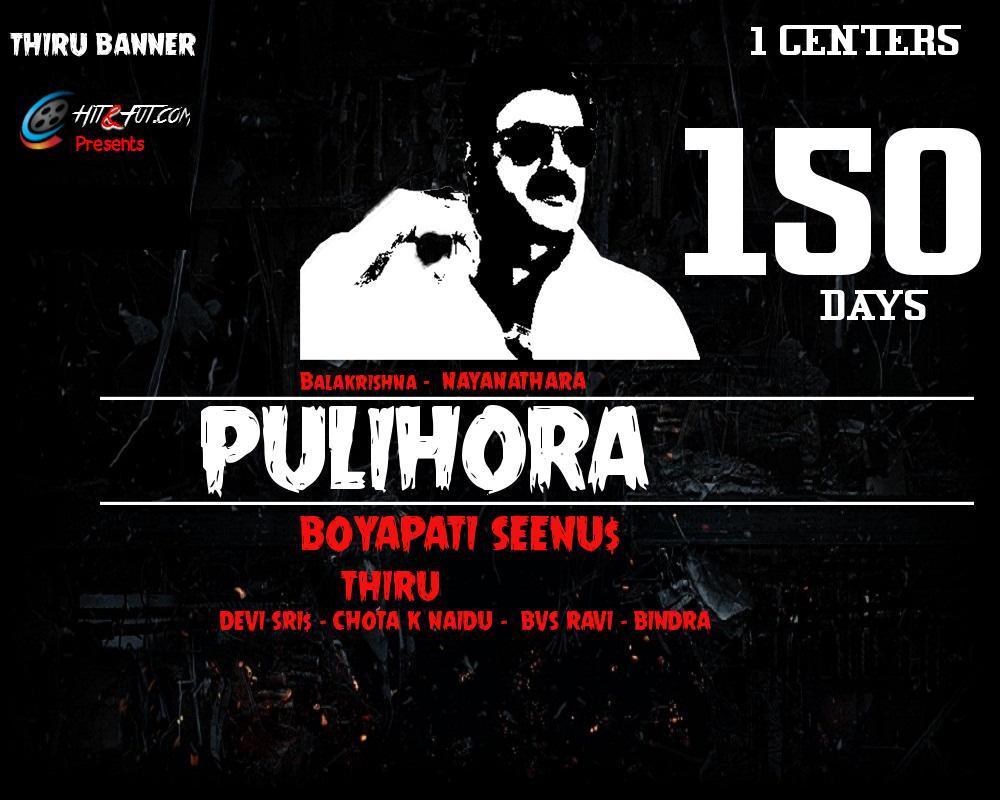 THIRU BANNER
1 CENTERS
HIT&FUT.COM
Presents
150
DAYS
BALAKRISHNA - NAYANATHARA
PULIHORA
BOYAPATI SEENU$
THIRU
DEVI SRI$ - CHOTA K NAIDU - BVS RAVI - BINDRA